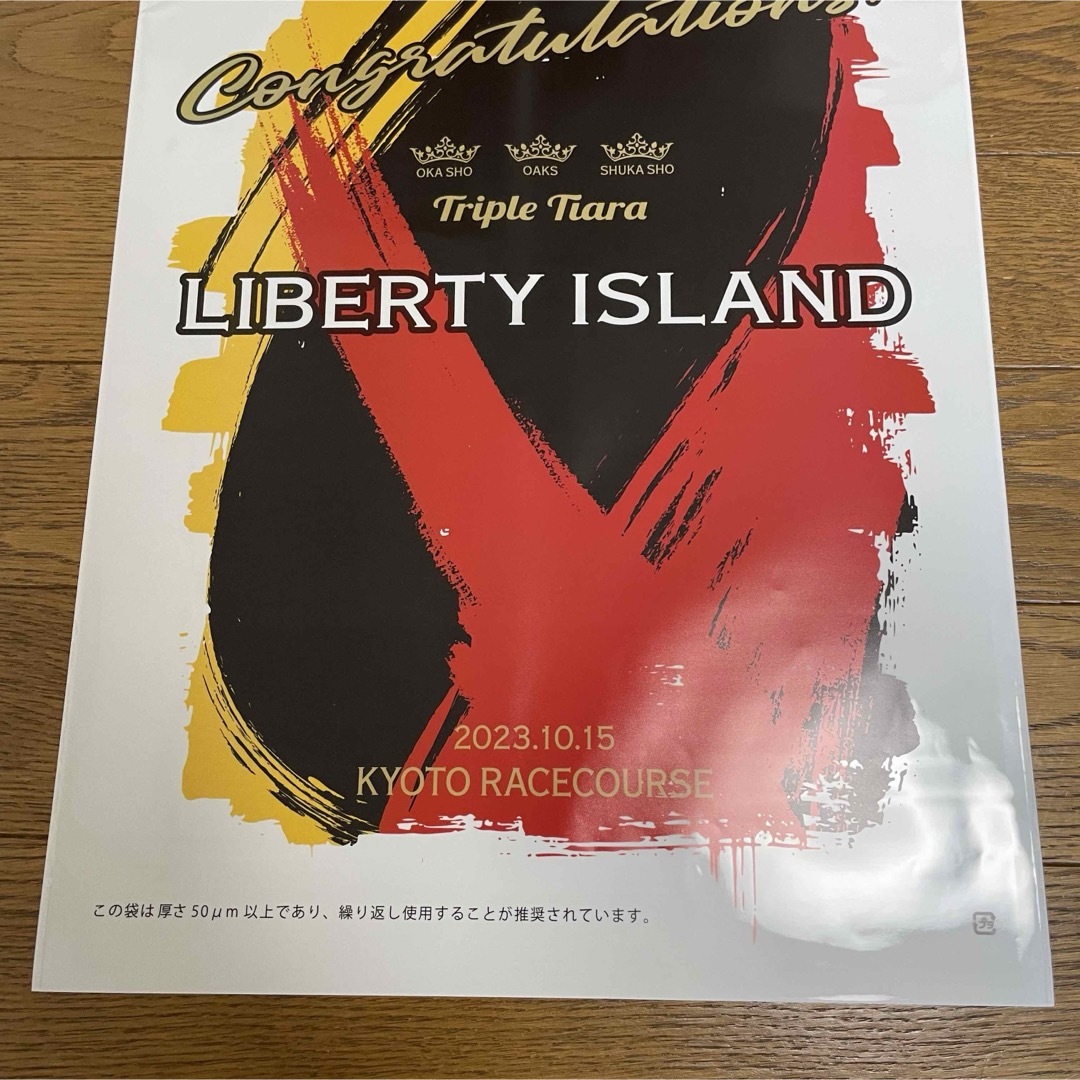 Congratulations!
OKA SHO OAKS SHUKA SHO
Triple Tiara
LIBERTY ISLAND
2023.10.15
KYOTO RACECOURSE
この袋は厚さ50μm以上であり、繰り返し使用することが推奨されています。
プラ